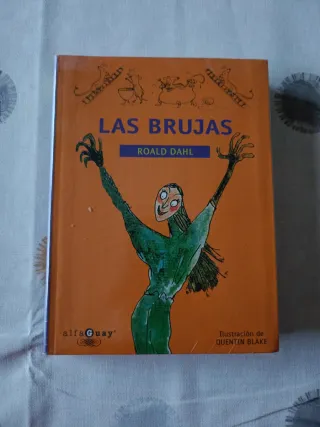 LAS BRUJAS
ROALD DAHL
alfaGuay
Ilustración de
QUENTIN BLAKE